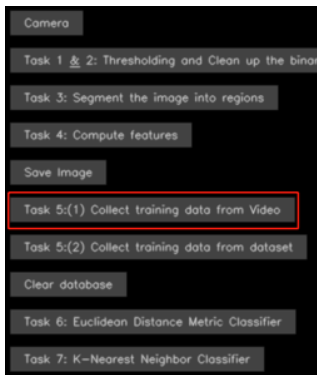 Camera
Task 1 & 2: Thresholding and Clean up the binar
Task 3: Segment the image into regions
Task 4: Compute features
Save Image
Task 5:(1) Collect training data from Video
Task 5:(2) Collect training data from dataset
Clear database
Task 6: Euclidean Distance Metric Classifier
Task 7: K-Nearest Neighbor Classifier